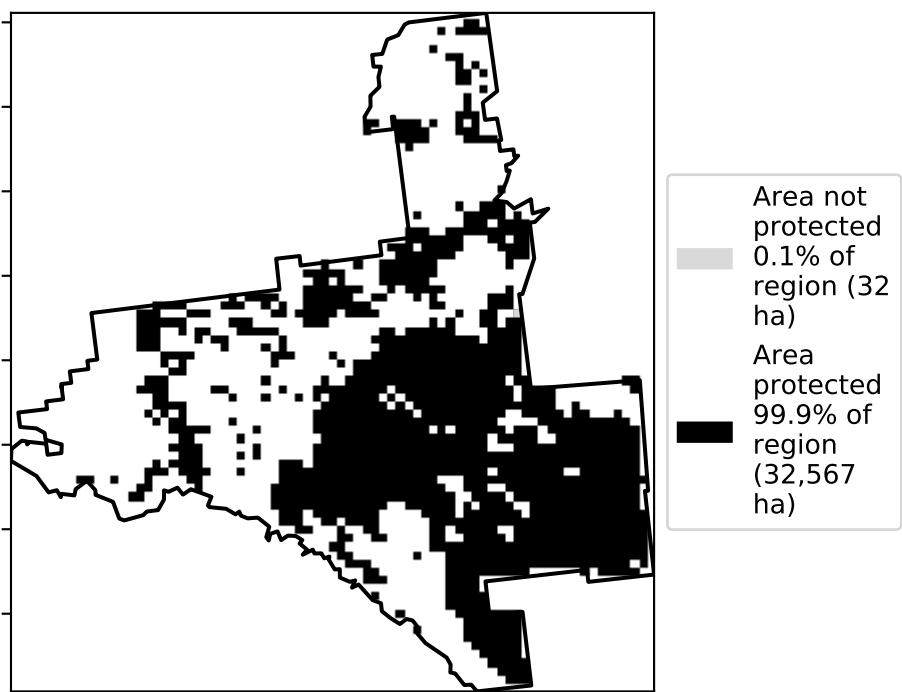 Area not
protected
0.1% of
region (32
ha)
Area
protected
99.9% of
region
(32,567
ha)